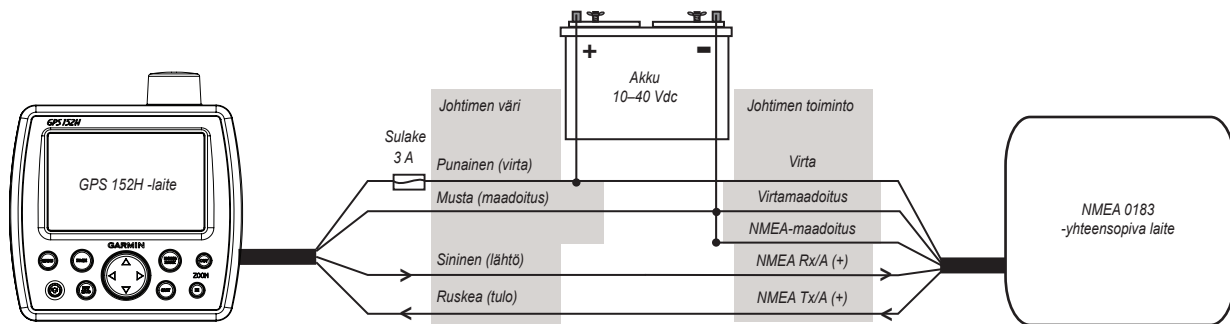 Akku
10–40 Vdc
+
-
Johtimen väri
Johtimen toiminto
GPS 152H
Sulake
3 A
Punainen (virta)
Virta
GPS 152H -laite
Musta (maadoitus)
Virtamaadoitus
NMEA 0183
-yhteensopiva laite
NMEA-maadoitus
GARMIN
Sininen (lähtö)
NMEA Rx/A (+)
ZOOM
Ruskea (tulo)
NMEA Tx/A (+)